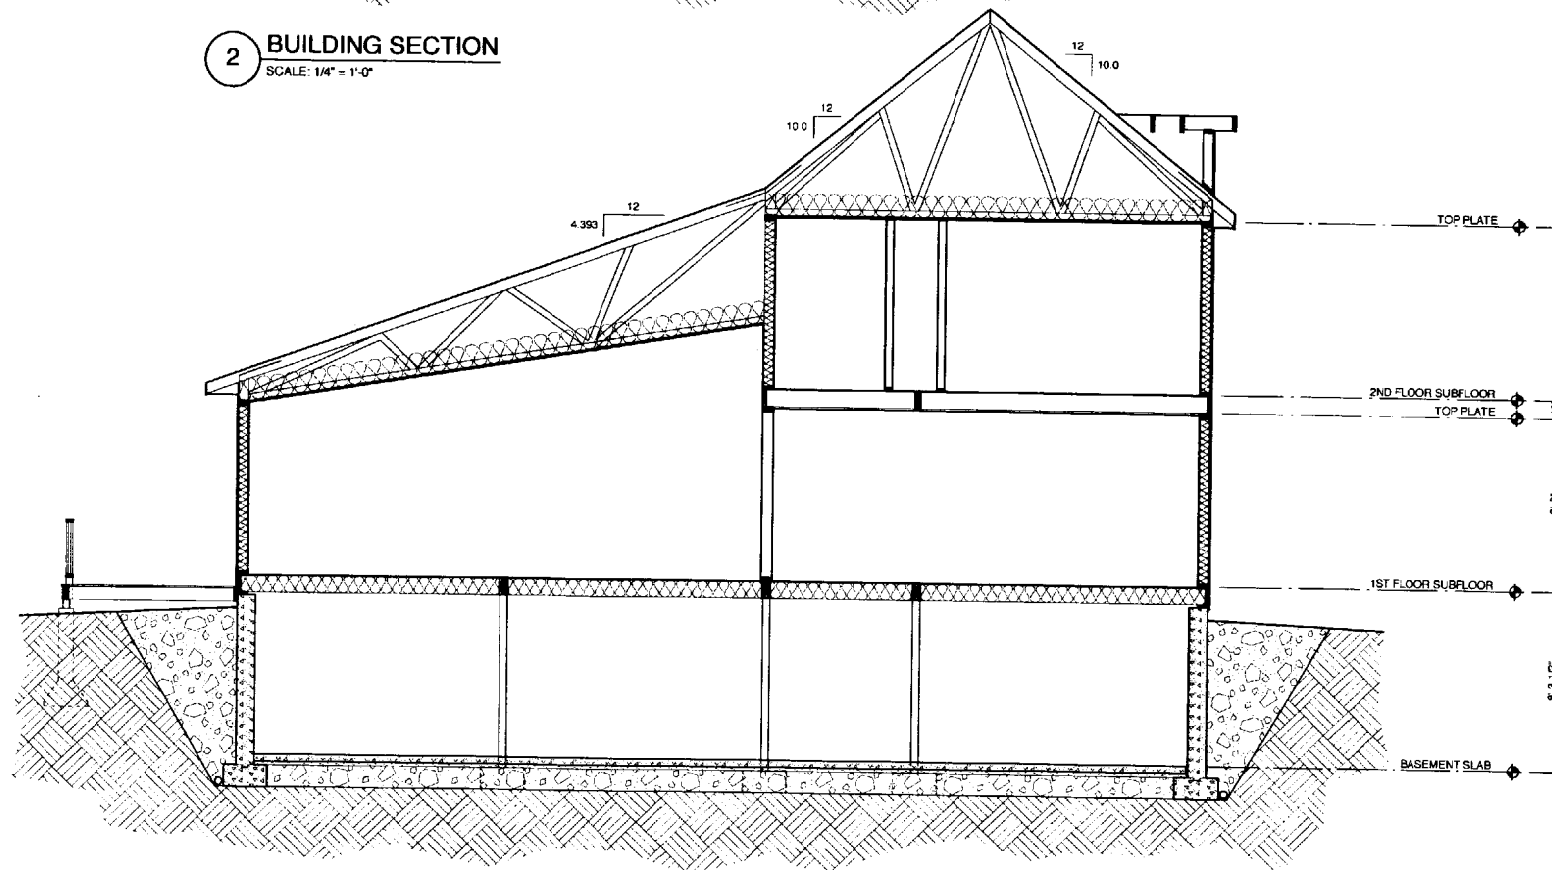 2
BUILDING SECTION
SCALE: 1/4" = 1'-0"
12
10.0
12
10.0
12
4.393
TOP PLATE
2ND FLOOR SUBFLOOR
TOP PLATE
1ST FLOOR SUBFLOOR
BASEMENT SLAB